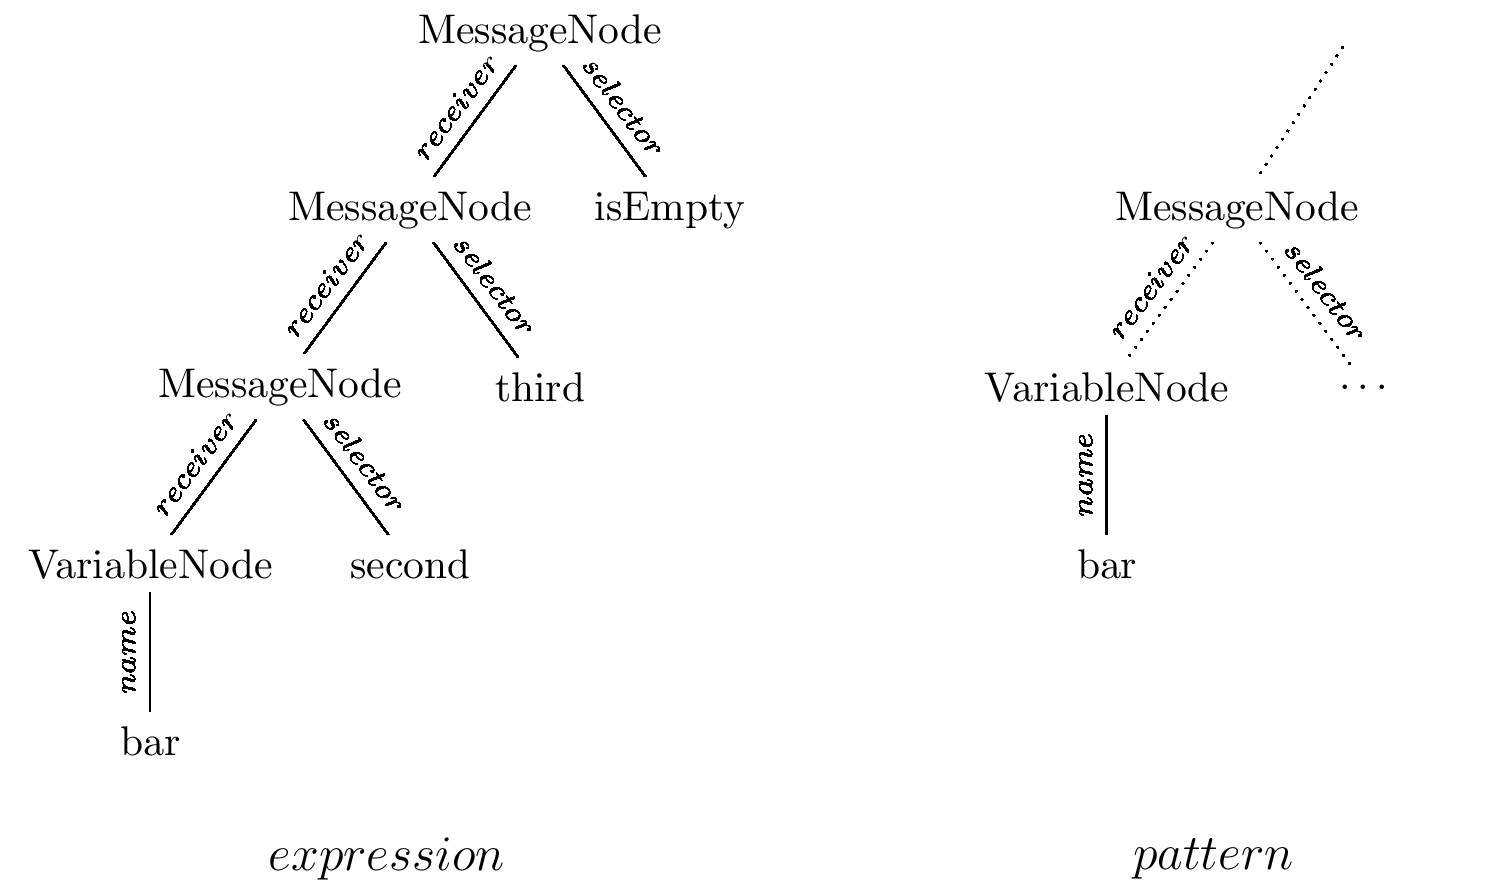 MessageNode
receiver
selector
MessageNode
isEmpty
MessageNode
receiver
selector
receiver
selector
MessageNode
third
VariableNode
...
receiver
selector
name
VariableNode
second
bar
name
bar
expression
pattern